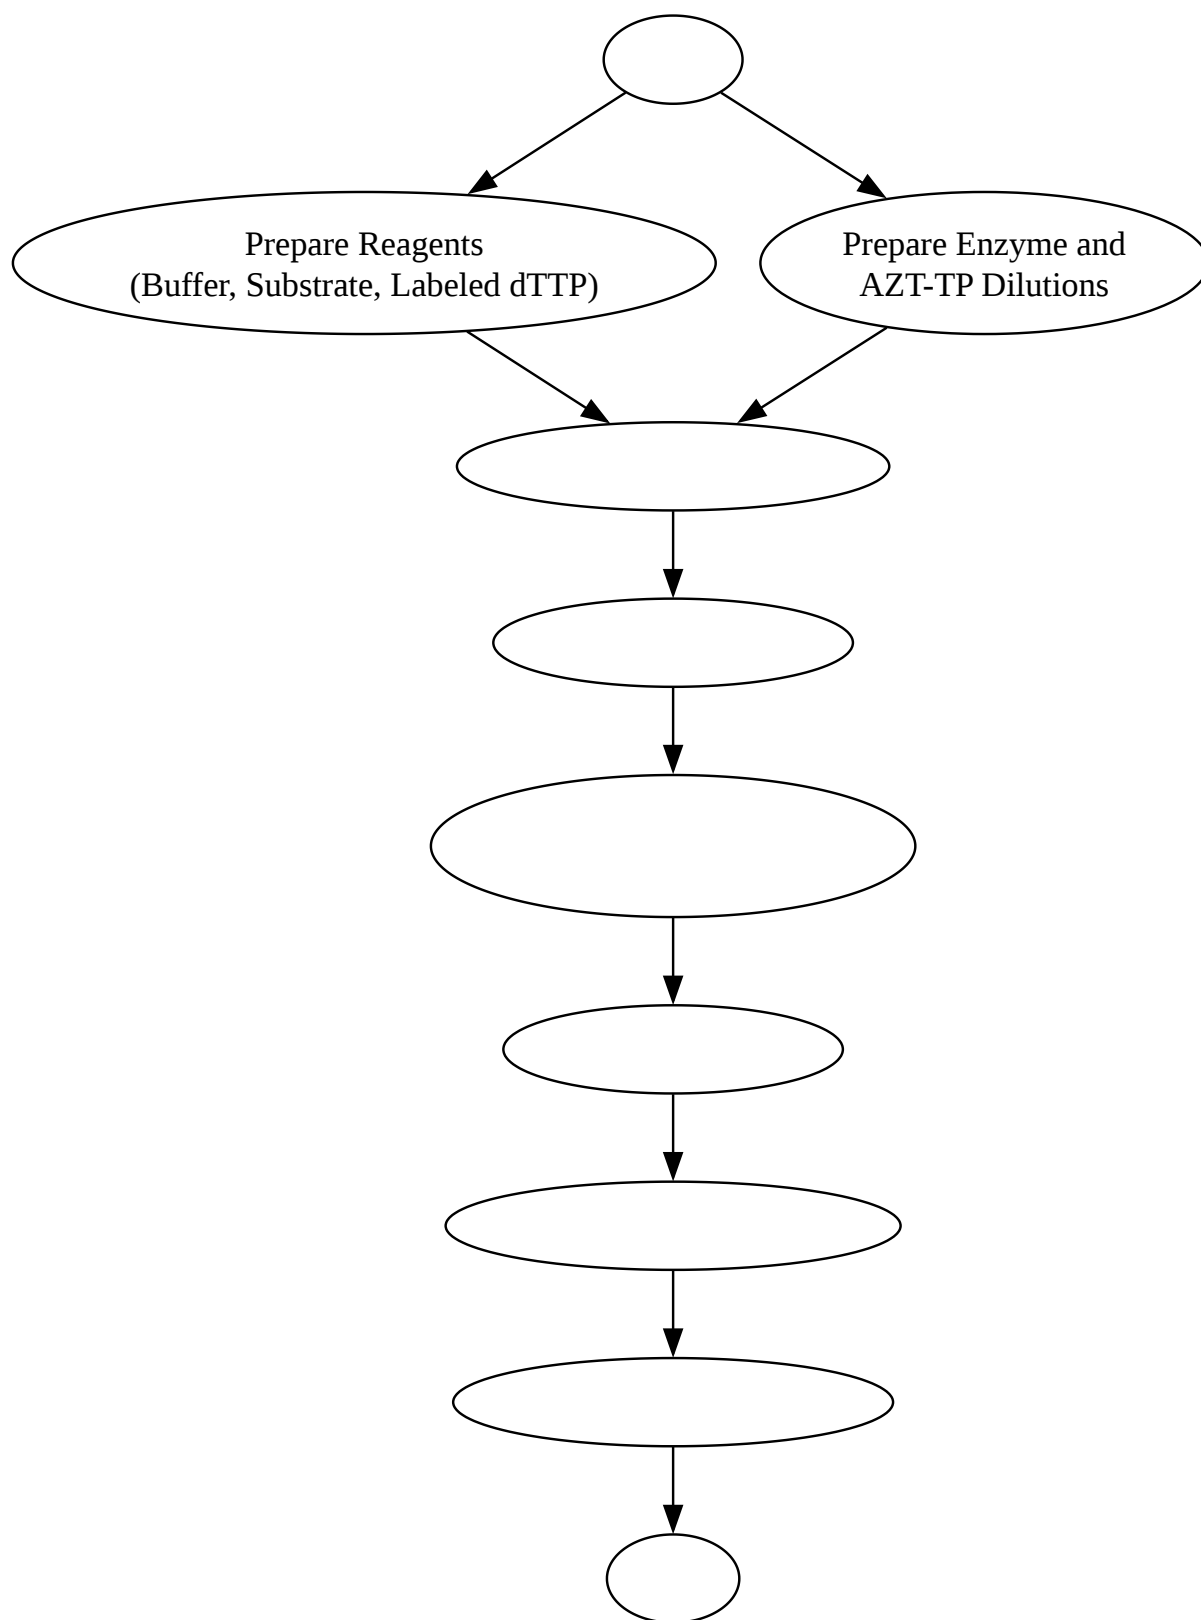 Prepare Reagents
(Buffer, Substrate, Labeled dTTP)
Prepare Enzyme and
AZT-TP Dilutions